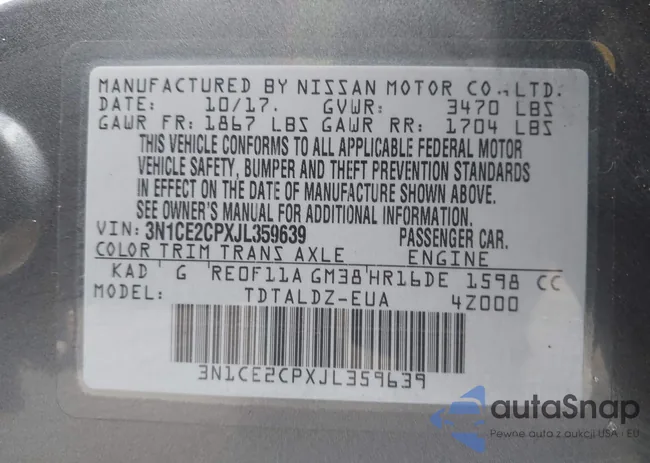 MANUFACTURED BY NISSAN MOTOR CO.,LTD.
DATE: 10/17. GVWR: 3470 LBS
GAWR FR: 1867 LBS GAWR RR: 1704 LBS
THIS VEHICLE CONFORMS TO ALL APPLICABLE FEDERAL MOTOR
VEHICLE SAFETY, BUMPER AND THEFT PREVENTION STANDARDS
IN EFFECT ON THE DATE OF MANUFACTURE SHOWN ABOVE.
SEE OWNER'S MANUAL FOR ADDITIONAL INFORMATION.
VIN: 3N1CE2CPXJL359639 PASSENGER CAR.
COLOR TRIM TRANS AXLE ENGINE
KAD G RE0F11A GM38 HR16DE 1598 CC
MODEL: TDTALDZ-EUA 4Z000
3N1CE2CPXJL359639
autaSnap
Pewne auta z aukcji USA - EU